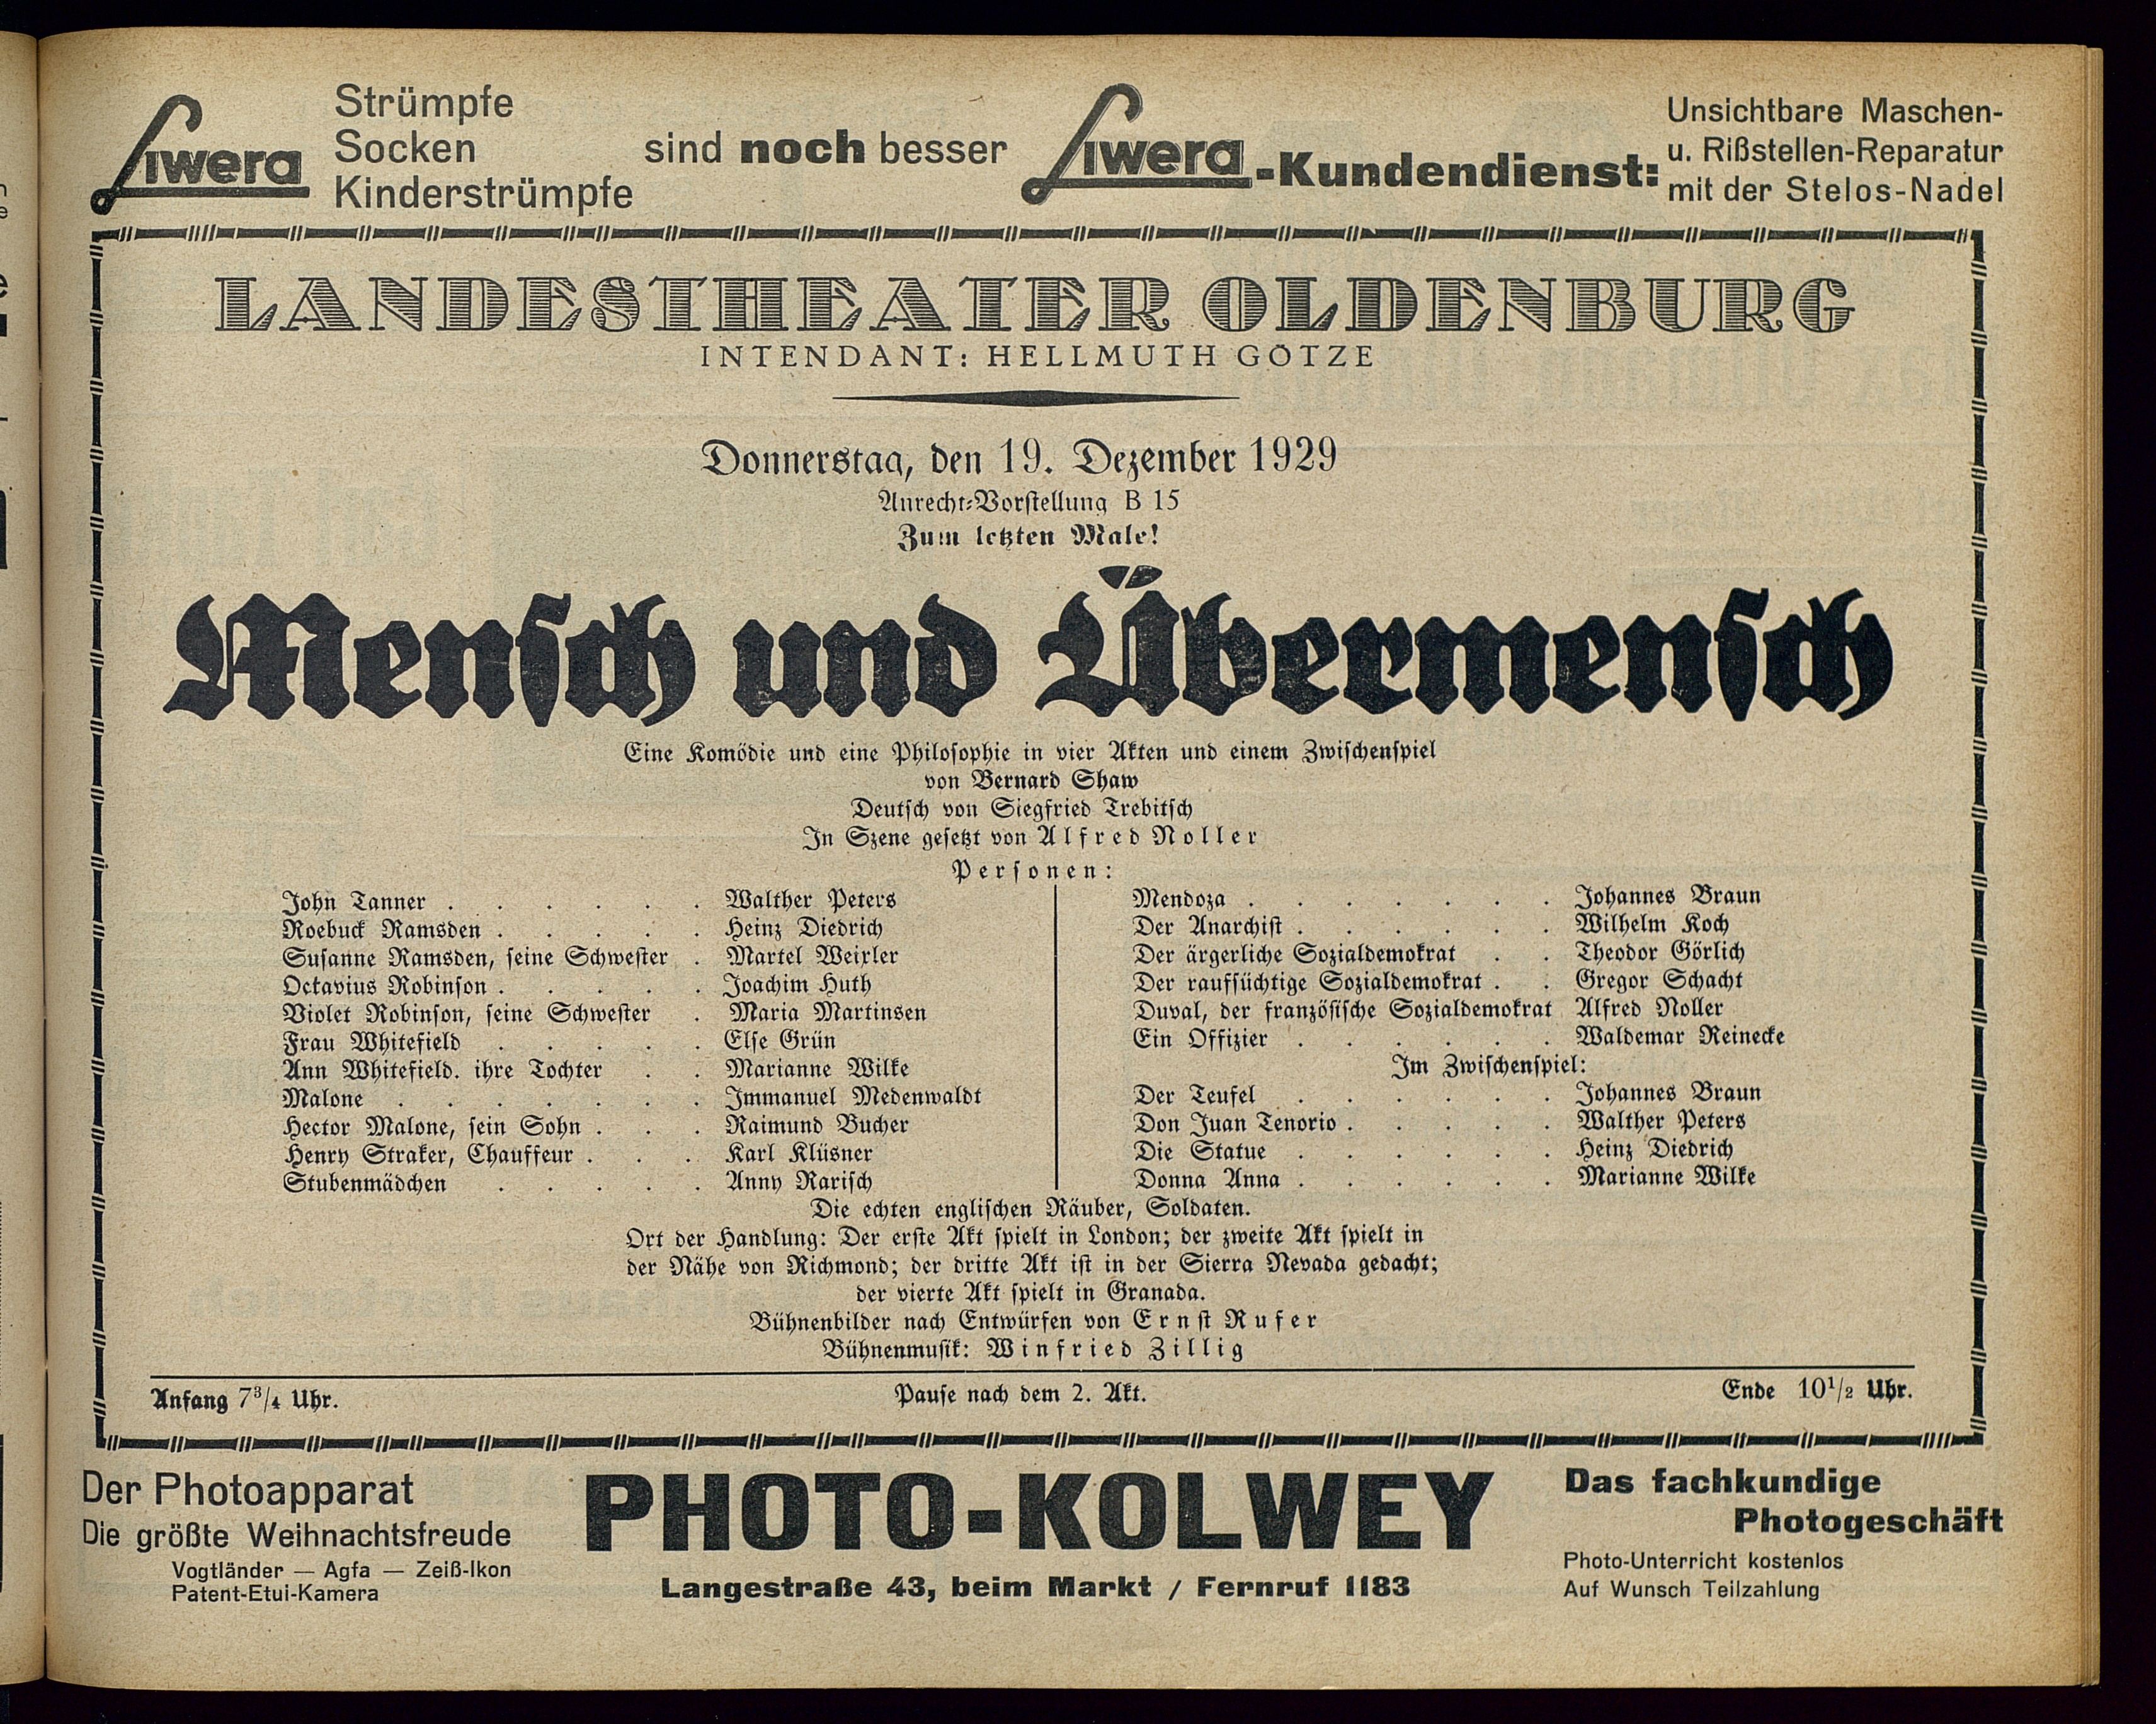 Liwera
Strümpfe
Socken
Kinderstrümpfe
sind noch besser
Liwera-Kundendienst:
Unsichtbare Maschen-
u. Rißstellen-Reparatur
mit der Stelos-Nadel
LANDESTHEATER OLDENBURG
INTENDANT: HELLMUTH GÖTZE
Donnerstag, den 19. Dezember 1929
Anrecht-Vorstellung B 15
Zum letzten Male!
Mensch und Übermensch
Eine Komödie und eine Philosophie in vier Akten und einem Zwischenspiel
von Bernard Shaw
Deutsch von Siegfried Trebitsch
In Szene gesetzt von Alfred Noller
Personen:
John Tanner . . . . . . Walther Peters
Roebuck Ramsden . . . . . Heinz Diedrich
Susanne Ramsden, seine Schwester . Martel Weixler
Octavius Robinson . . . . . Joachim Huth
Violet Robinson, seine Schwester . Maria Martinsen
Frau Whitefield . . . . . Else Grün
Ann Whitefield. ihre Tochter . . Marianne Wilke
Malone . . . . . . . Immanuel Medenwaldt
Hector Malone, sein Sohn . . . Raimund Bucher
Henry Straker, Chauffeur . . . Karl Klüsner
Stubenmädchen . . . . . Anny Rarisch
Mendoza . . . . . . . Johannes Braun
Der Anarchist . . . . . . Wilhelm Koch
Der ärgerliche Sozialdemokrat . . Theodor Görlich
Der raufsüchtige Sozialdemokrat . . Gregor Schacht
Duval, der französische Sozialdemokrat Alfred Noller
Ein Offizier . . . . . . Waldemar Reinecke
Im Zwischenspiel:
Der Teufel . . . . . . Johannes Braun
Don Juan Tenorio . . . . . Walther Peters
Die Statue . . . . . . Heinz Diedrich
Donna Anna . . . . . . Marianne Wilke
Die echten englischen Räuber, Soldaten.
Ort der Handlung: Der erste Akt spielt in London; der zweite Akt spielt in
der Nähe von Richmond; der dritte Akt ist in der Sierra Nevada gedacht;
der vierte Akt spielt in Granada.
Bühnenbilder nach Entwürfen von Ernst Rufer
Bühnenmusik: Winfried Zillig
Anfang 7¾ Uhr.
Pause nach dem 2. Akt.
Ende 10½ Uhr.
Der Photoapparat
Die größte Weihnachtsfreude
Vogtländer — Agfa — Zeiß-Ikon
Patent-Etui-Kamera
PHOTO-KOLWEY
Langestraße 43, beim Markt / Fernruf 1183
Das fachkundige
Photogeschäft
Photo-Unterricht kostenlos
Auf Wunsch Teilzahlung